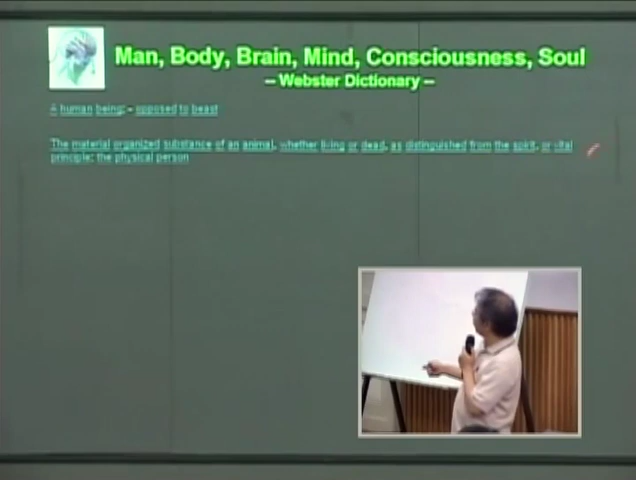 Man, Body, Brain, Mind, Consciousness, Soul
-- Webster Dictionary --
A human being; - opposed to beast
The material organized substance of an animal, whether living or dead, as distinguished from the spirit, or vital
principle; the physical person